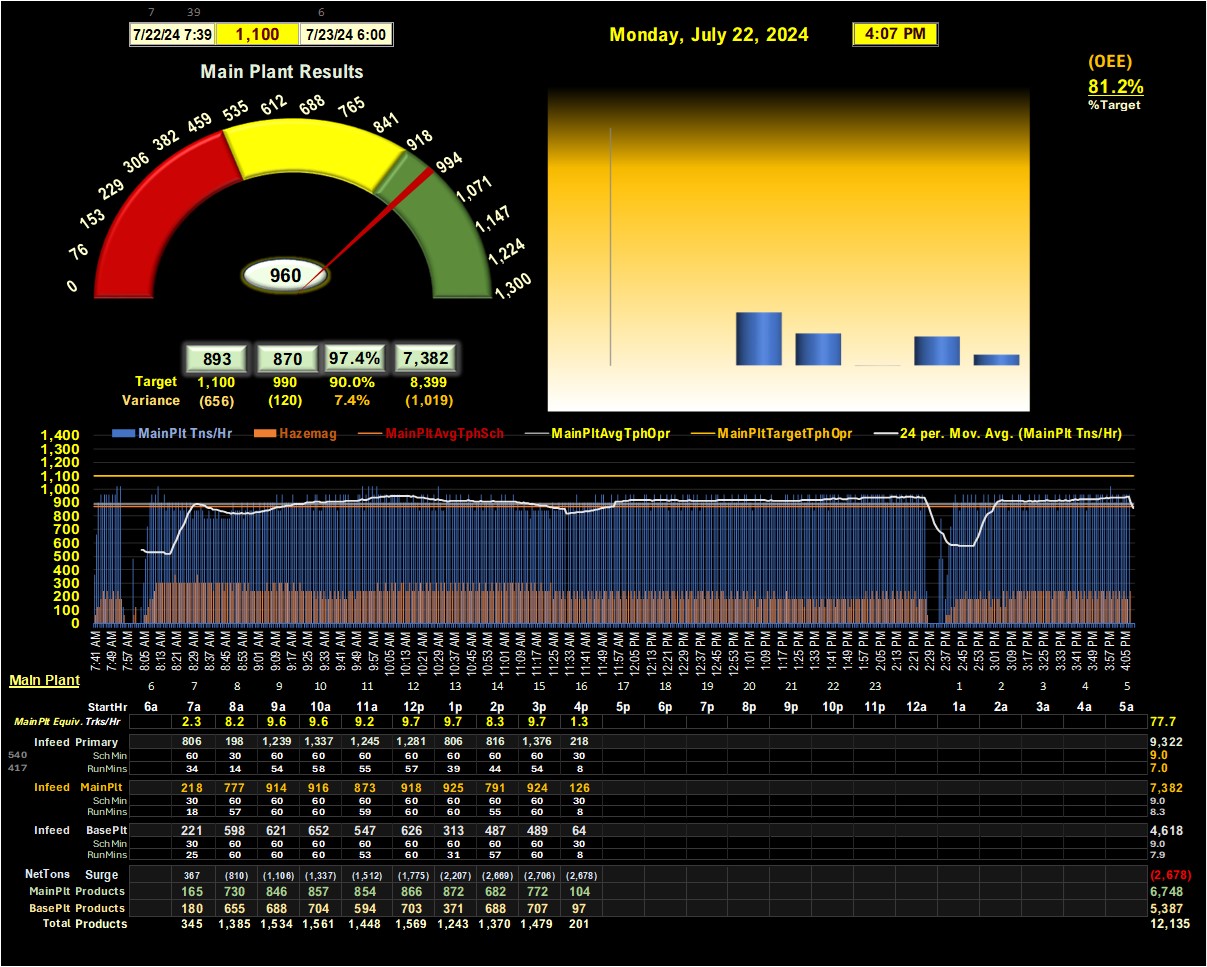 7 39 6
7/22/24 7:39 1,100 7/23/24 6:00
Monday, July 22, 2024 4:07 PM
(OEE)
81.2%
%Target
Main Plant Results
0 76 153 229 306 382 459 535 612 688 765 841 918 994 1,071 1,147 1,224 1,300
960
893 870 97.4% 7,382
Target 1,100 990 90.0% 8,399
Variance (656) (120) 7.4% (1,019)
MainPlt Tns/Hr Hazemag MainPltAvgTphSch MainPltAvgTphOpr MainPltTargetTphOpr 24 per. Mov. Avg. (MainPlt Tns/Hr)
1,400
1,300
1,200
1,100
1,000
900
800
700
600
500
400
300
200
100
0
7:41 AM 7:49 AM 7:57 AM 8:05 AM 8:13 AM 8:21 AM 8:29 AM 8:37 AM 8:45 AM 8:53 AM 9:01 AM 9:09 AM 9:17 AM 9:25 AM 9:33 AM 9:41 AM 9:49 AM 9:57 AM 10:05 AM 10:13 AM 10:21 AM 10:29 AM 10:37 AM 10:45 AM 10:53 AM 11:01 AM 11:09 AM 11:17 AM 11:25 AM 11:33 AM 11:41 AM 11:49 AM 11:57 AM 12:05 PM 12:13 PM 12:21 PM 12:29 PM 12:37 PM 12:45 PM 12:53 PM 1:01 PM 1:09 PM 1:17 PM 1:25 PM 1:33 PM 1:41 PM 1:49 PM 1:57 PM 2:05 PM 2:13 PM 2:21 PM 2:29 PM 2:37 PM 2:45 PM 2:53 PM 3:01 PM 3:09 PM 3:17 PM 3:25 PM 3:33 PM 3:41 PM 3:49 PM 3:57 PM 4:05 PM
Main Plant
6 7 8 9 10 11 12 13 14 15 16 17 18 19 20 21 22 23 1 2 3 4 5
StartHr 6a 7a 8a 9a 10a 11a 12p 1p 2p 3p 4p 5p 6p 7p 8p 9p 10p 11p 12a 1a 2a 3a 4a 5a
MainPlt Equiv. Trks/Hr 2.3 8.2 9.6 9.6 9.2 9.7 9.7 8.3 9.7 1.3 77.7
Infeed Primary 806 198 1,239 1,337 1,245 1,281 806 816 1,376 218 9,322
540 SchMin 60 30 60 60 60 60 60 60 60 30 9.0
417 RunMins 34 14 54 58 55 57 39 44 54 8 7.0
Infeed MainPlt 218 777 914 916 873 918 925 791 924 126 7,382
SchMin 30 60 60 60 60 60 60 60 60 30 9.0
RunMins 18 57 60 60 59 60 60 55 60 8 8.3
Infeed BasePlt 221 598 621 652 547 626 313 487 489 64 4,618
SchMin 30 60 60 60 60 60 60 60 60 30 9.0
RunMins 25 60 60 60 53 60 31 57 60 8 7.9
NetTons Surge 367 (810) (1,106) (1,337) (1,512) (1,775) (2,207) (2,669) (2,706) (2,678) (2,678)
MainPlt Products 165 730 846 857 854 866 872 682 772 104 6,748
BasePlt Products 180 655 688 704 594 703 371 688 707 97 5,387
Total Products 345 1,385 1,534 1,561 1,448 1,569 1,243 1,370 1,479 201 12,135